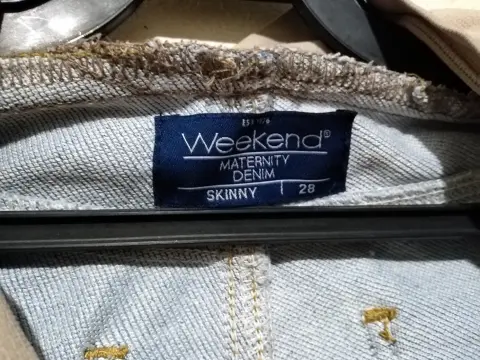 Weekend®
MATERNITY
DENIM
SKINNY 28